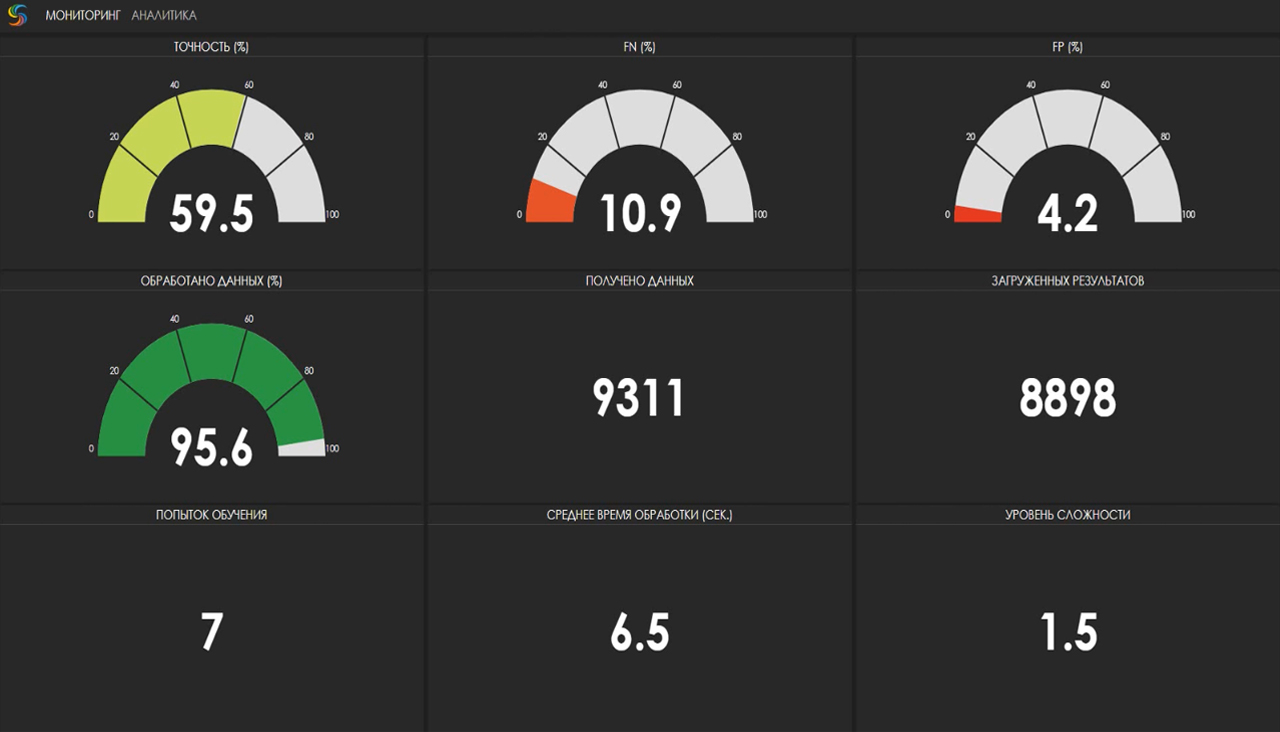 МОНИТОРИНГ АНАЛИТИКА
ТОЧНОСТЬ (%)
0 20 40 60 80 100
59.5
FN (%)
0 20 40 60 80 100
10.9
FP (%)
0 20 40 60 80 100
4.2
ОБРАБОТАНО ДАННЫХ (%)
0 20 40 60 80 100
95.6
ПОЛУЧЕНО ДАННЫХ
9311
ЗАГРУЖЕННЫХ РЕЗУЛЬТАТОВ
8898
ПОПЫТОК ОБУЧЕНИЯ
7
СРЕДНЕЕ ВРЕМЯ ОБРАБОТКИ (СЕК.)
6.5
УРОВЕНЬ СЛОЖНОСТИ
1.5